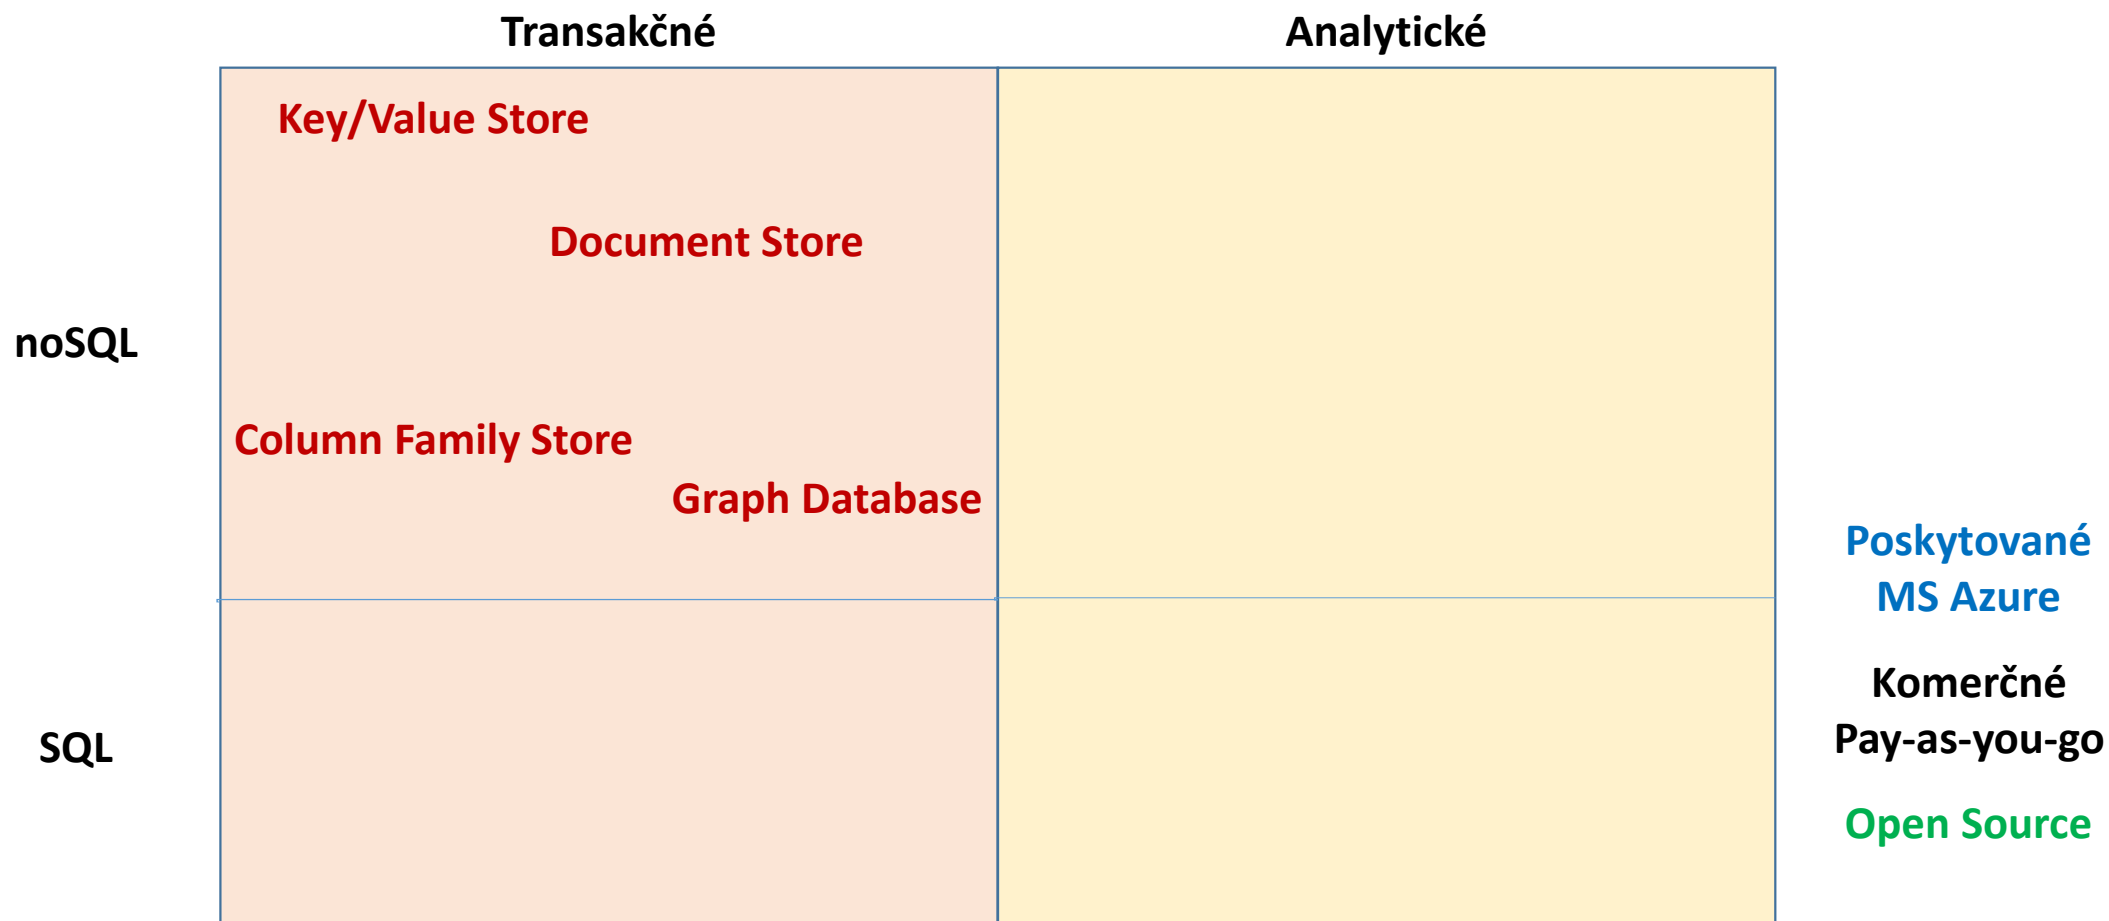 Transakčné
Analytické
Key/Value Store
Document Store
noSQL
Column Family Store
Graph Database
Poskytované
MS Azure
Komerčné
Pay-as-you-go
SQL
Open Source